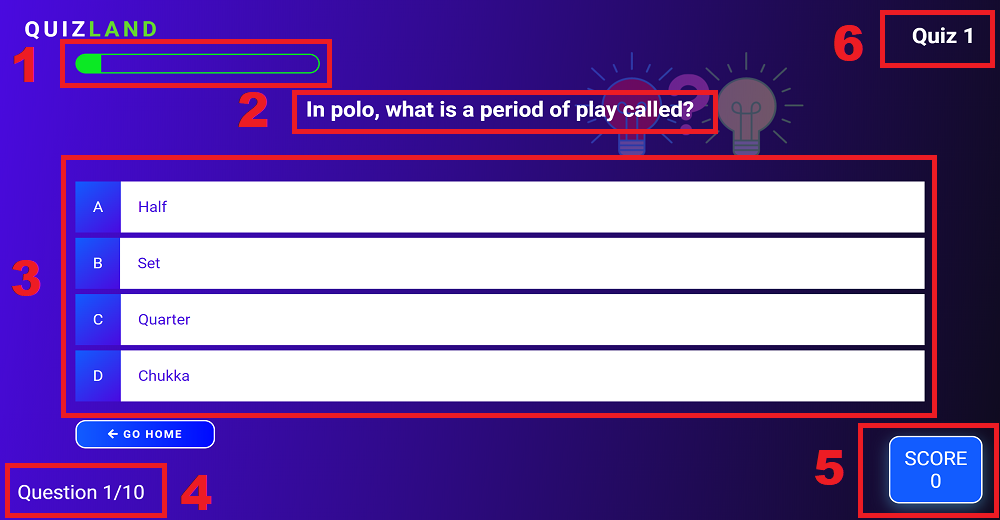 QUIZLAND
1
6
Quiz 1
2
In polo, what is a period of play called?
3
A Half
B Set
C Quarter
D Chukka
← GO HOME
4
Question 1/10
5
SCORE
0